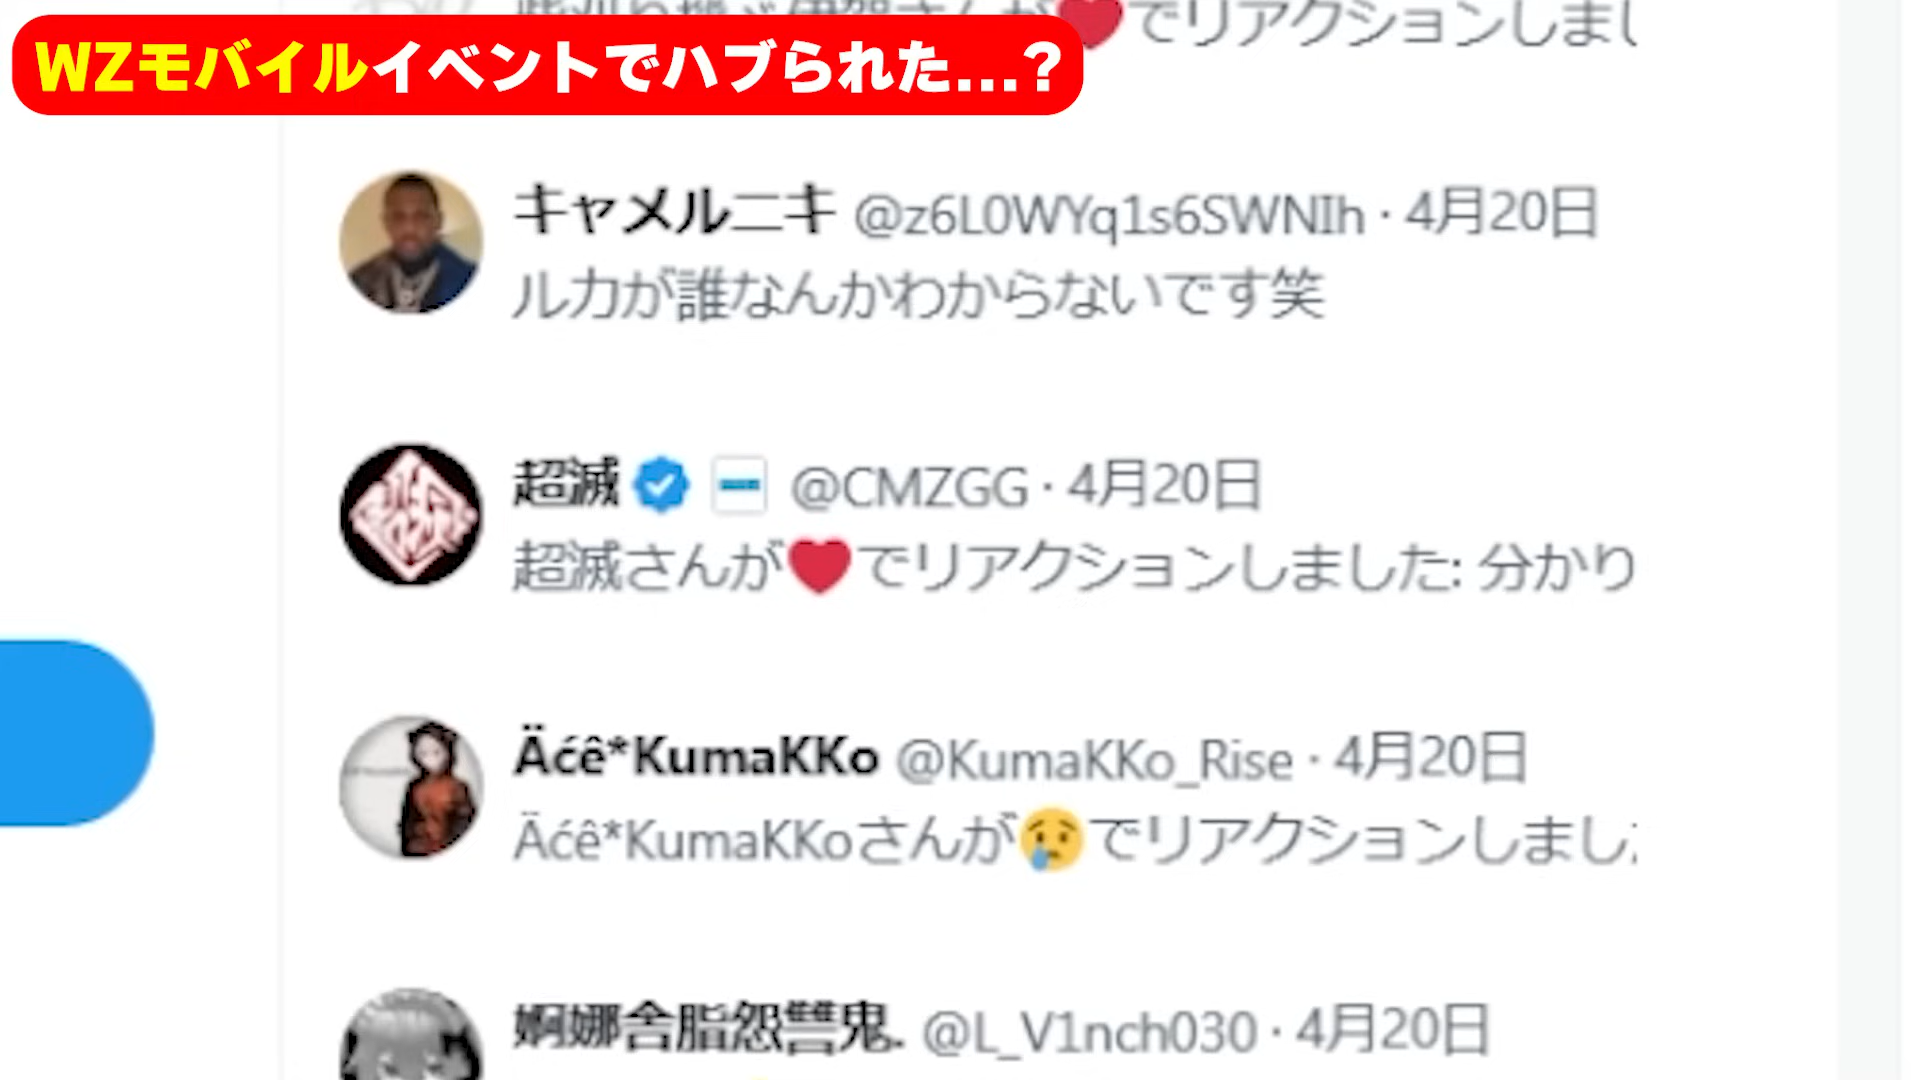 WZモバイルイベントでハブられた...?
さんが❤でリアクションしまし
キャメルニキ @z6L0WYq1s6SWNIh · 4月20日
ルカが誰なんかわからないです笑
超滅 @CMZGG · 4月20日
超滅さんが❤でリアクションしました: 分かり
Äćê*KumaKKo @KumaKKo_Rise · 4月20日
Äćê*KumaKKoさんが😢でリアクションしまし
婀娜舎脂怨讐鬼. @L_V1nch030 · 4月20日